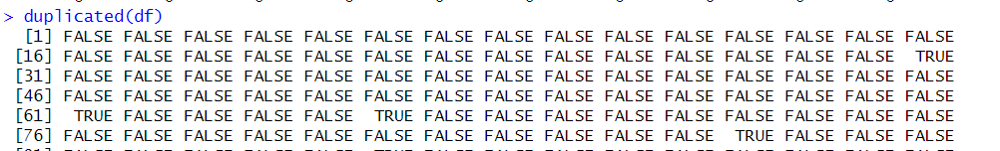 > duplicated(df)
[1] FALSE FALSE FALSE FALSE FALSE FALSE FALSE FALSE FALSE FALSE FALSE FALSE FALSE FALSE FALSE
[16] FALSE FALSE FALSE FALSE FALSE FALSE FALSE FALSE FALSE FALSE FALSE FALSE FALSE FALSE TRUE
[31] FALSE FALSE FALSE FALSE FALSE FALSE FALSE FALSE FALSE FALSE FALSE FALSE FALSE FALSE FALSE
[46] FALSE FALSE FALSE FALSE FALSE FALSE FALSE FALSE FALSE FALSE FALSE FALSE FALSE FALSE FALSE
[61] TRUE FALSE FALSE FALSE FALSE TRUE FALSE FALSE FALSE FALSE FALSE FALSE FALSE FALSE FALSE
[76] FALSE FALSE FALSE FALSE FALSE FALSE FALSE FALSE FALSE FALSE FALSE TRUE FALSE FALSE FALSE